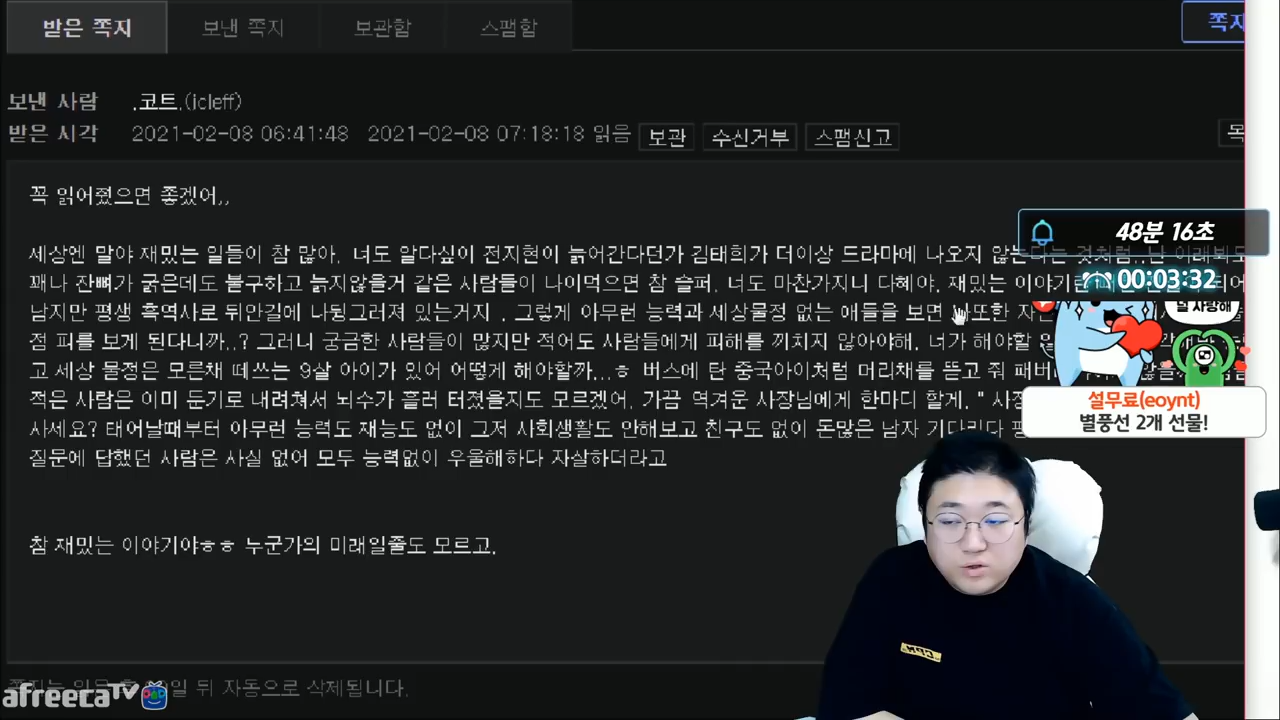 받은 쪽지 보낸 쪽지 보관함 스팸함 쪽지
보낸 사람 .코트.(icleff)
받은 시각 2021-02-08 06:41:48 2021-02-08 07:18:18 읽음 보관 수신거부 스팸신고 목
꼭 읽어줬으면 좋겠어,,
세상엔 말야 재밌는 일들이 참 많아, 너도 알다싶이 전지현이 늙어간다던가 김태희가 더이상 드라마에 나오지 않는다는 것처럼..난 이래뵈도
꽤나 잔뼈가 굵은데도 불구하고 늙지않을거 같은 사람들이 나이먹으면 참 슬퍼. 너도 마찬가지니 다혜야, 재밌는
남지만 평생 흑역사로 뒤안길에 나뒹그러져 있는거지 . 그렇게 아무런 능력과 세상물정 없는 애들을 보면 나또한
점 피를 보게 된다니까..? 그러니 궁금한 사람들이 많지만 적어도 사람들에게 피해를 끼치지 않아야해. 너가 해야할
고 세상 물정은 모른채 떼쓰는 9살 아이가 있어 어떻게 해야할까...ㅎ 버스에 탄 중국아이처럼 머리채를 뜯고 줘
적은 사람은 이미 둔기로 내려쳐서 뇌수가 흘러 터졌을지도 모르겠어. 가끔 역겨운 사장님에게 한마디 할게. "
사세요? 태어날때부터 아무런 능력도 재능도 없이 그저 사회생활도 안해보고 친구도 없이 돈많은 남자 기다리다
질문에 답했던 사람은 사실 없어 모두 능력없이 우울해하다 자살하더라고
참 재밌는 이야기야ㅎㅎ 누군가의 미래일줄도 모르고.
48분 16초
00:03:32
널 사랑해
설무료(eoynt)
별풍선 2개 선물!
일 뒤 자동으로 삭제됩니다.
afreecaTV